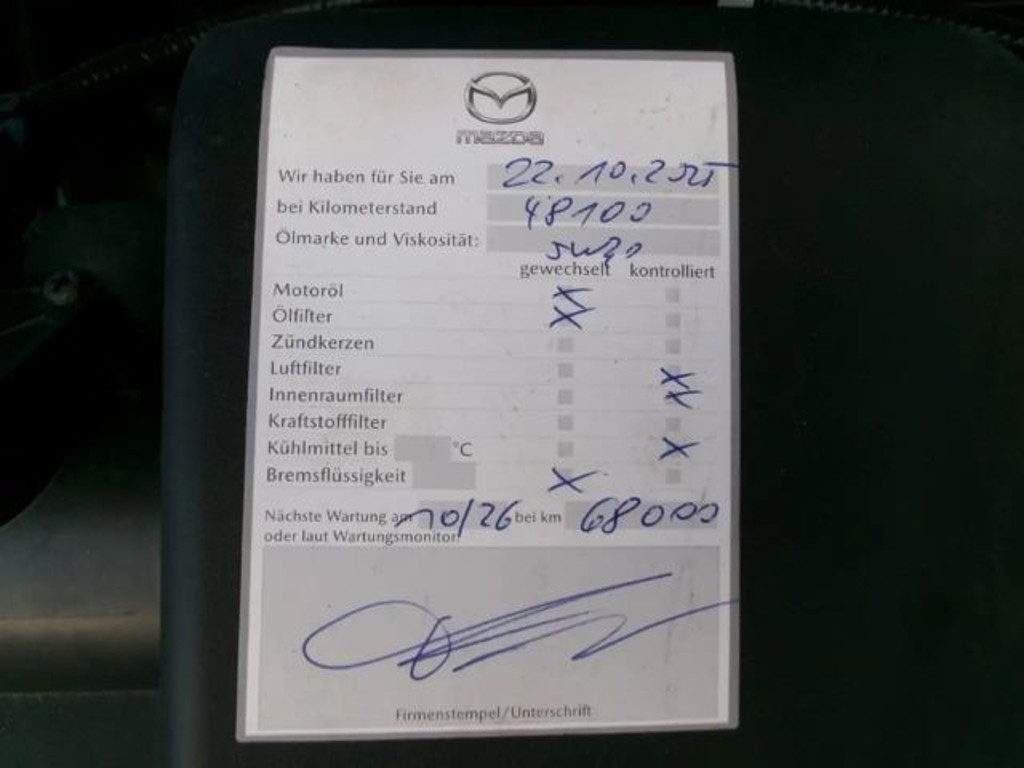 mazda
Wir haben für Sie am 22.10.2025
bei Kilometerstand 48100
Ölmarke und Viskosität: 5W30
gewechselt kontrolliert
Motoröl X
Ölfilter X
Zündkerzen
Luftfilter X
Innenraumfilter X
Kraftstofffilter
Kühlmittel bis °C X
Bremsflüssigkeit X
Nächste Wartung am 10/26 bei km 68000
oder laut Wartungsmonitor!
Firmenstempel/Unterschrift